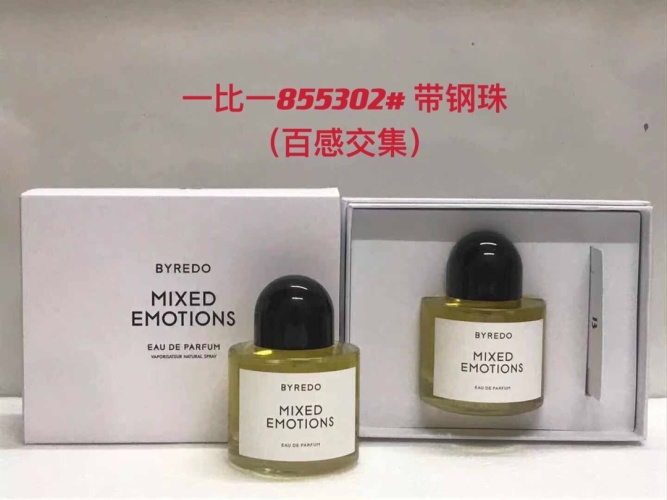 一比一855302# 带钢珠
（百感交集）
BYREDO
MIXED
EMOTIONS
EAU DE PARFUM
VAPORISATEUR NATURAL SPRAY
BYREDO
MIXED
EMOTIONS
EAU DE PARFUM
BYREDO
MIXED
EMOTIONS
EAU DE PARFUM